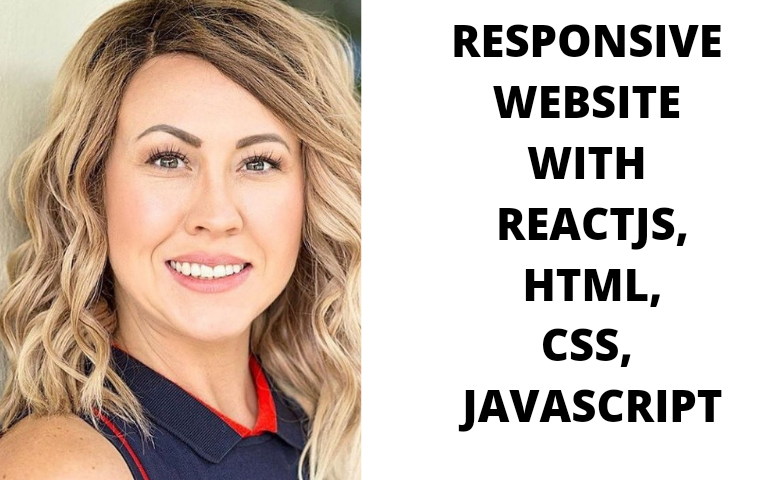 RESPONSIVE
WEBSITE
WITH
REACTJS,
HTML,
CSS,
JAVASCRIPT